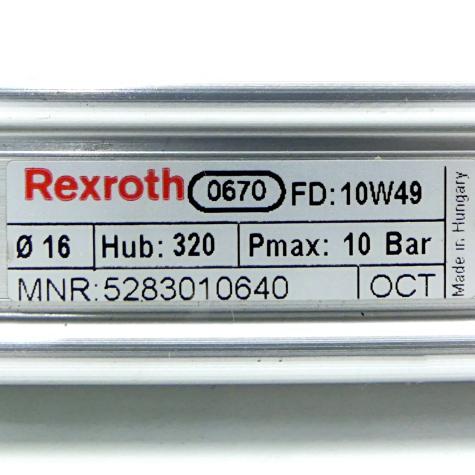 Rexroth 0670 FD: 10W49
Ø 16 Hub: 320 Pmax: 10 Bar
MNR: 5283010640 OCT
Made in Hungary